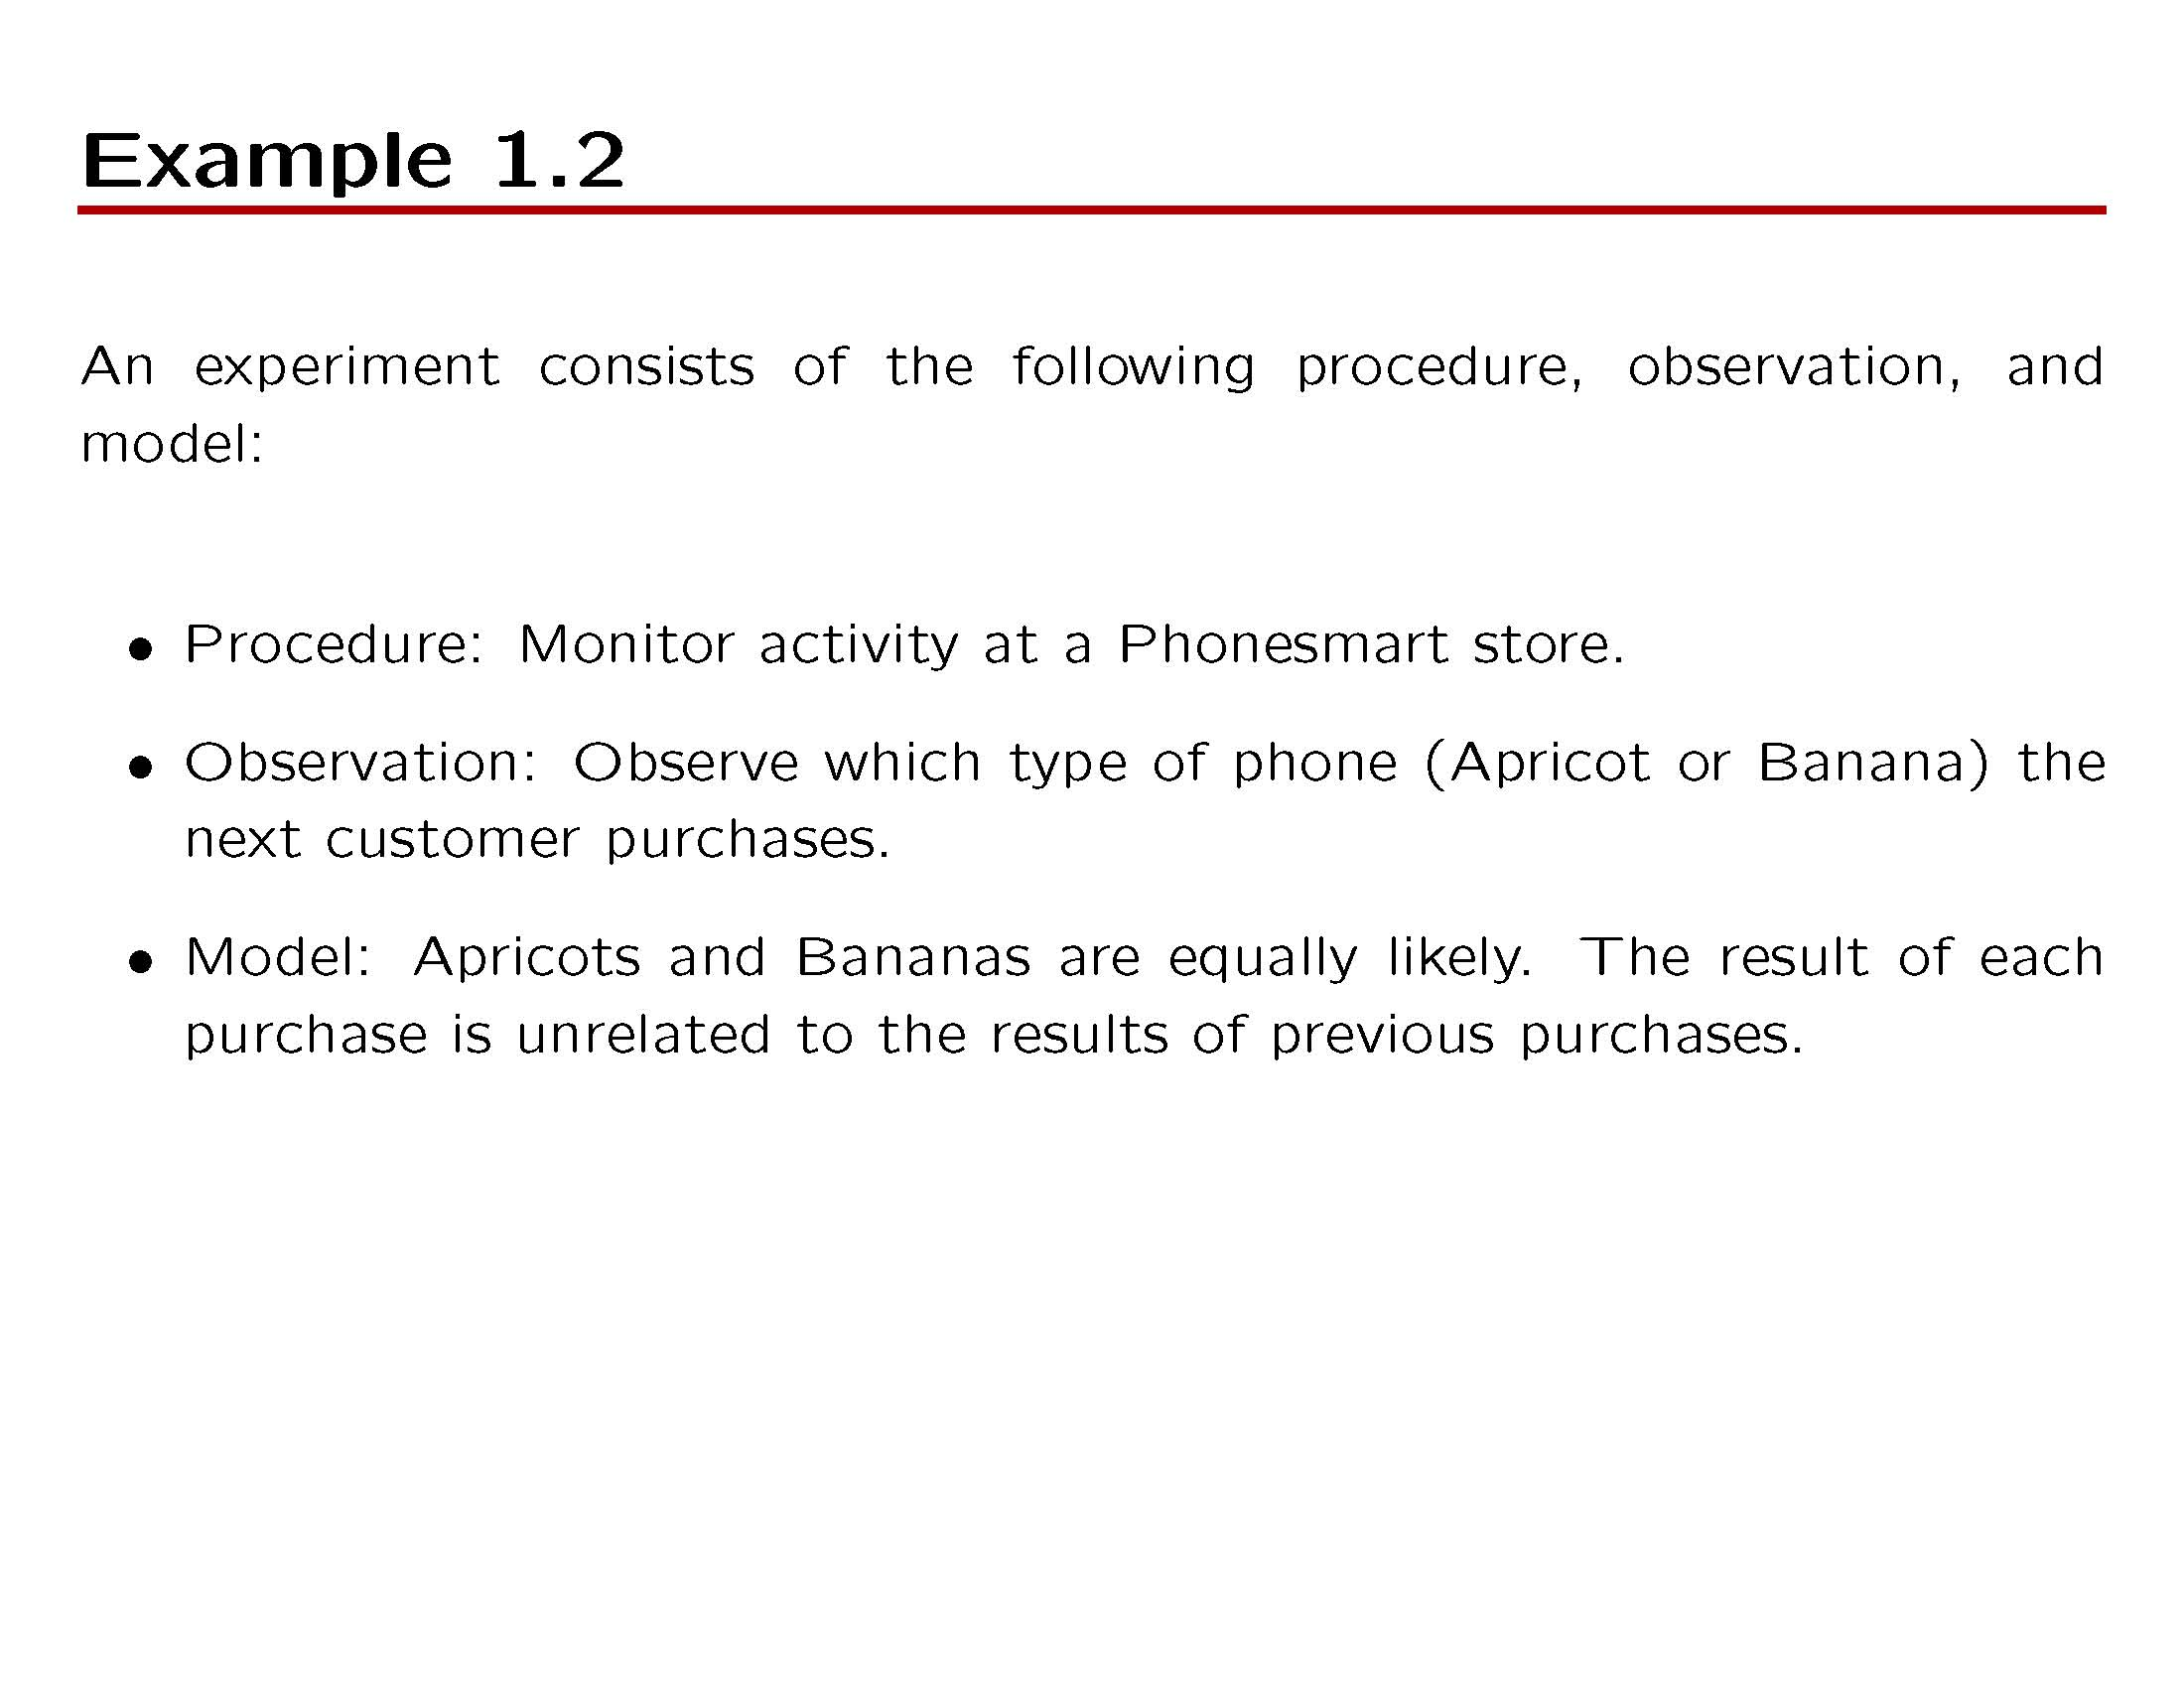 Example 1.2
An experiment consists of the following procedure, observation, and
model:
• Procedure: Monitor activity at a Phonesmart store.
• Observation: Observe which type of phone (Apricot or Banana) the
next customer purchases.
• Model: Apricots and Bananas are equally likely. The result of each
purchase is unrelated to the results of previous purchases.